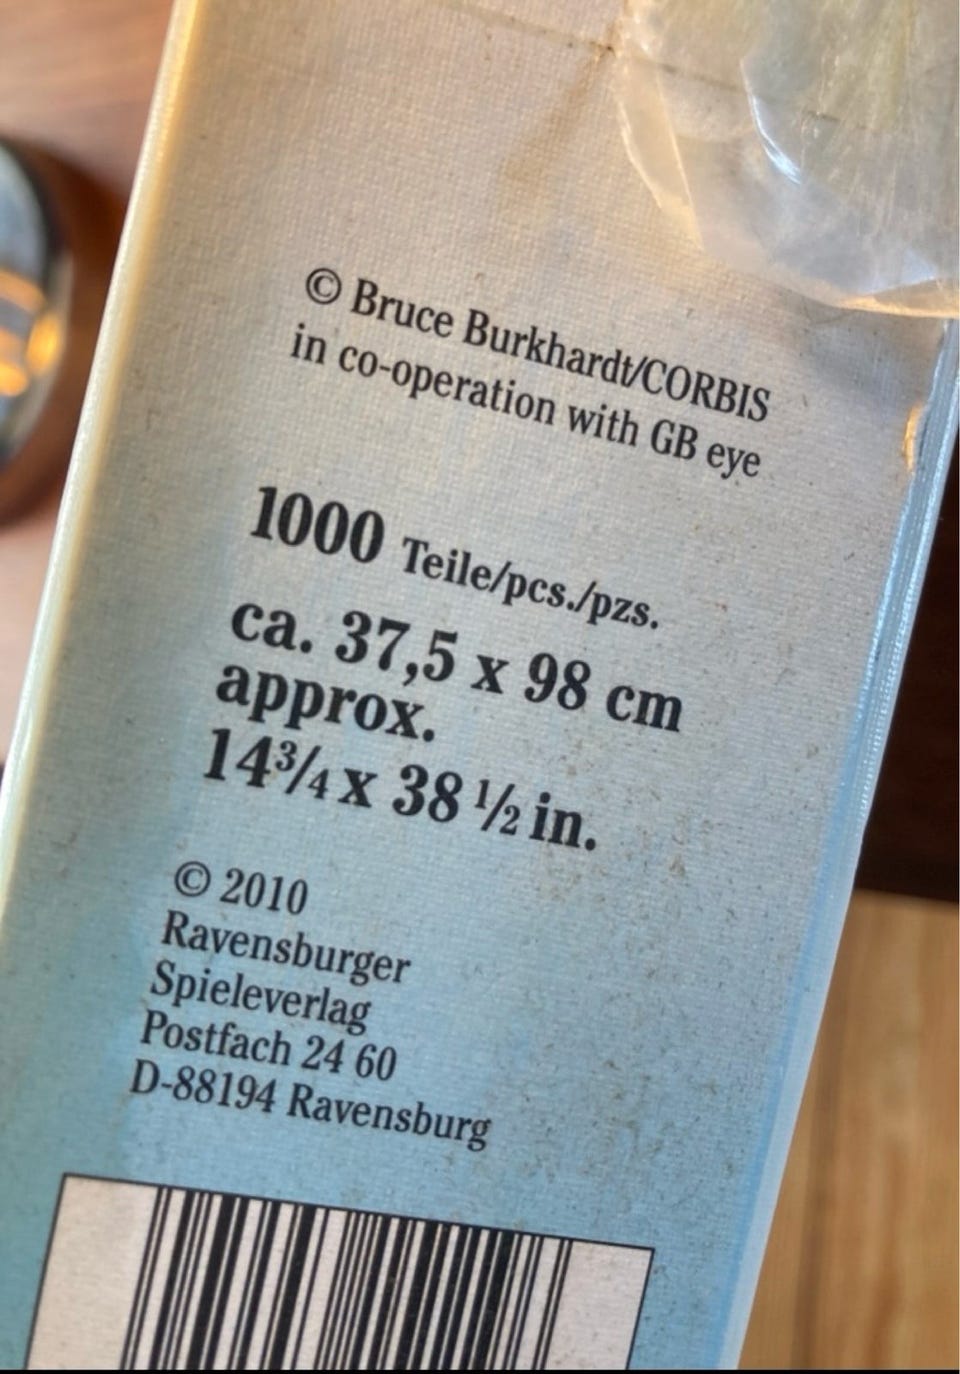 © Bruce Burkhardt/CORBIS
in co-operation with GB eye
1000 Teile/pcs./pzs.
ca. 37,5 x 98 cm
approx.
14¾ x 38 ½ in.
© 2010
Ravensburger
Spieleverlag
Postfach 24 60
D-88194 Ravensburg